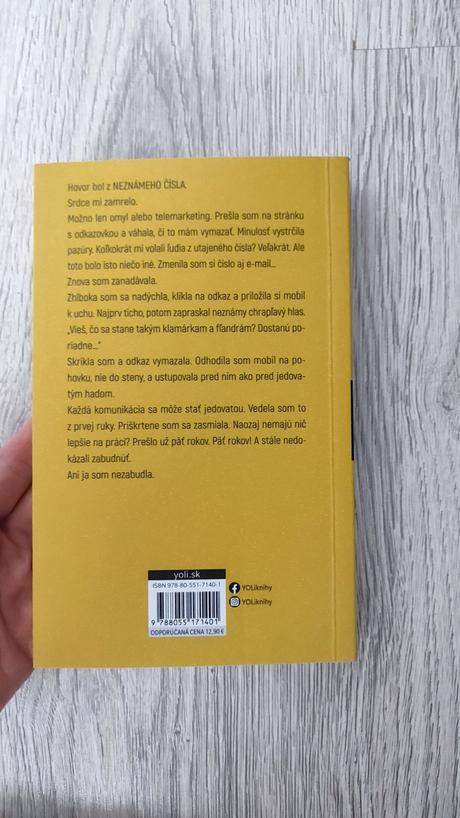 Hovor bol z NEZNÁMEHO ČÍSLA.
Srdce mi zamrelo.
Možno len omyl alebo telemarketing. Prešla som na stránku
s odkazovkou a váhala, či to mám vymazať. Minulosť vystrčila
pazúry. Koľkokrát mi volali ľudia z utajeného čísla? Veľakrát. Ale
toto bolo isto niečo iné. Zmenila som si číslo aj e-mail...
Znova som zanadávala.
Zhlboka som sa nadýchla, klikla na odkaz a priložila si mobil
k uchu. Najprv ticho, potom zapraskal neznámy chrapľavý hlas.
„Vieš, čo sa stane takým klamárkam a fľandrám? Dostanú po-
riadne...“
Skríkla som a odkaz vymazala. Odhodila som mobil na po-
hovku, nie do steny, a ustupovala pred ním ako pred jedova-
tým hadom.
Každá komunikácia sa môže stať jedovatou. Vedela som to
z prvej ruky. Priškrtene som sa zasmiala. Naozaj nemajú nič
lepšie na práci? Prešlo už päť rokov. Päť rokov! A stále nedo-
kázali zabudnúť.
Ani ja som nezabudla.
yoli.sk
ISBN 978-80-551-7140-1
9 788055 171401
ODPORÚČANÁ CENA 12,90 €
YOLiknihy
YOLiknihy